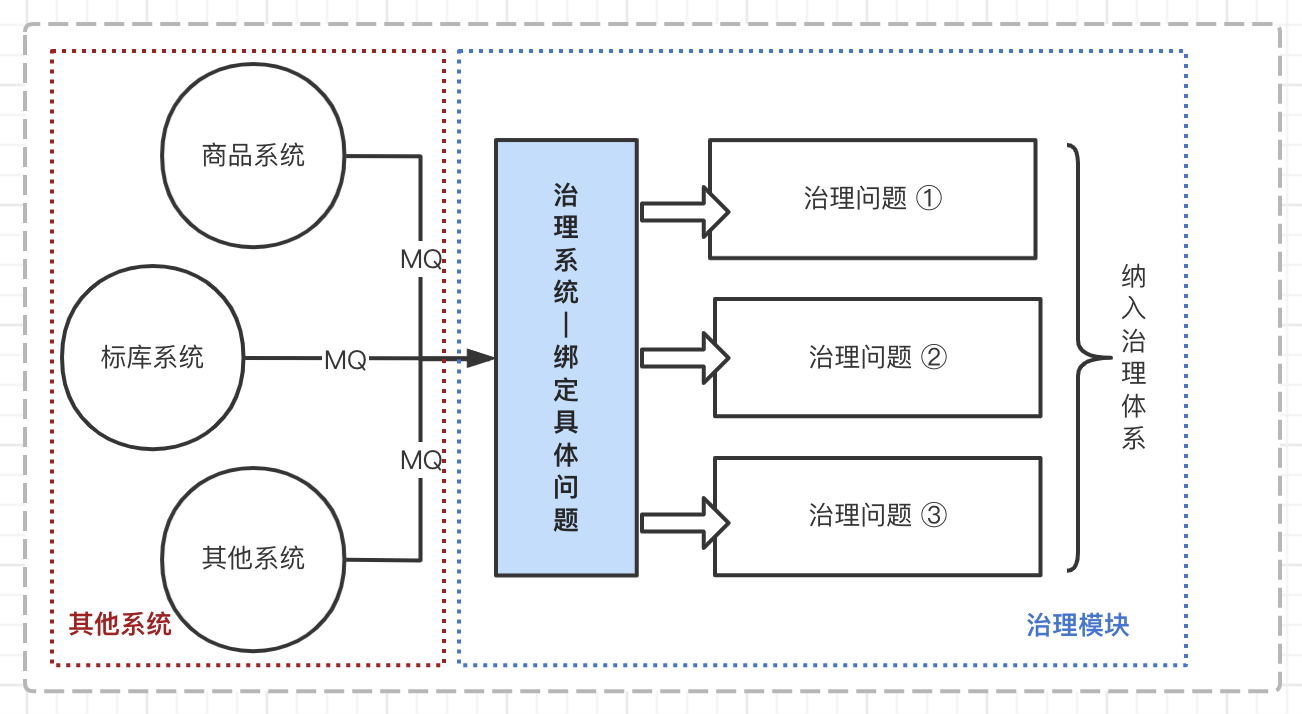 商品系统
MQ
标库系统
MQ
MQ
其他系统
其他系统
治理系统—绑定具体问题
治理问题 ①
治理问题 ②
治理问题 ③
纳入治理体系
治理模块